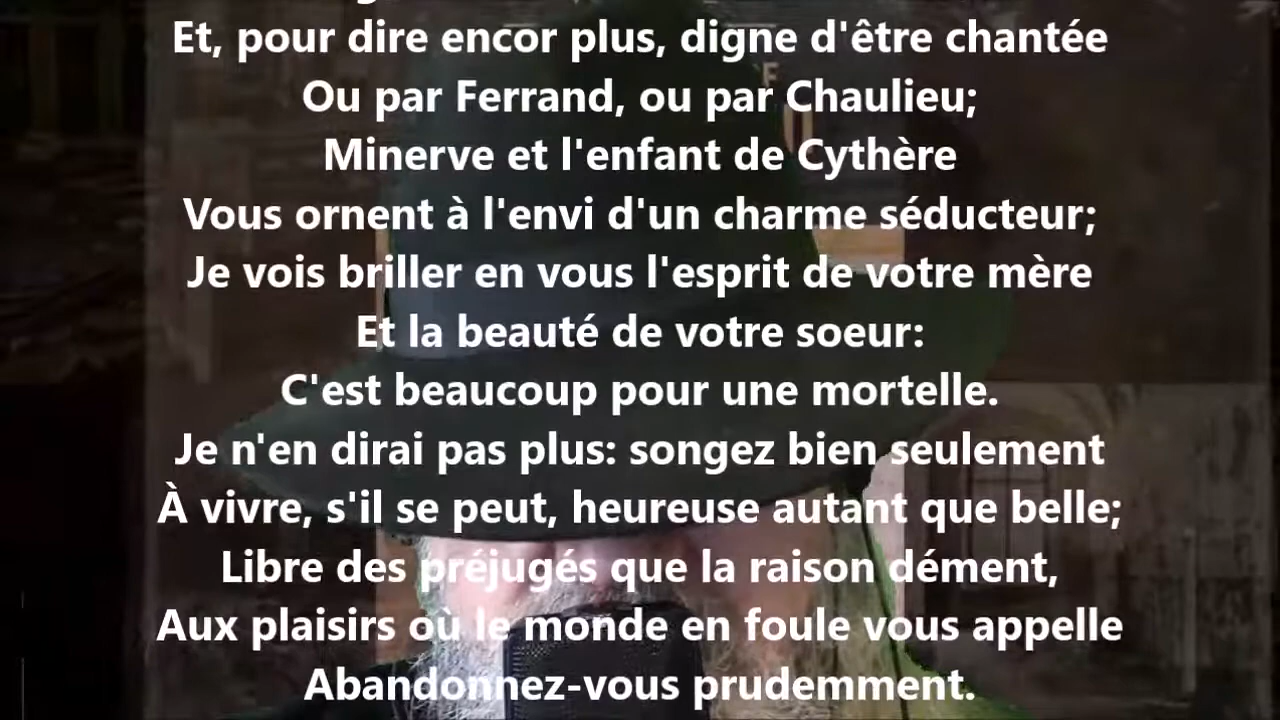 Et, pour dire encor plus, digne d'être chantée
Ou par Ferrand, ou par Chaulieu;
Minerve et l'enfant de Cythère
Vous ornent à l'envi d'un charme séducteur;
Je vois briller en vous l'esprit de votre mère
Et la beauté de votre soeur:
C'est beaucoup pour une mortelle.
Je n'en dirai pas plus: songez bien seulement
À vivre, s'il se peut, heureuse autant que belle;
Libre des préjugés que la raison dément,
Aux plaisirs où le monde en foule vous appelle
Abandonnez-vous prudemment.